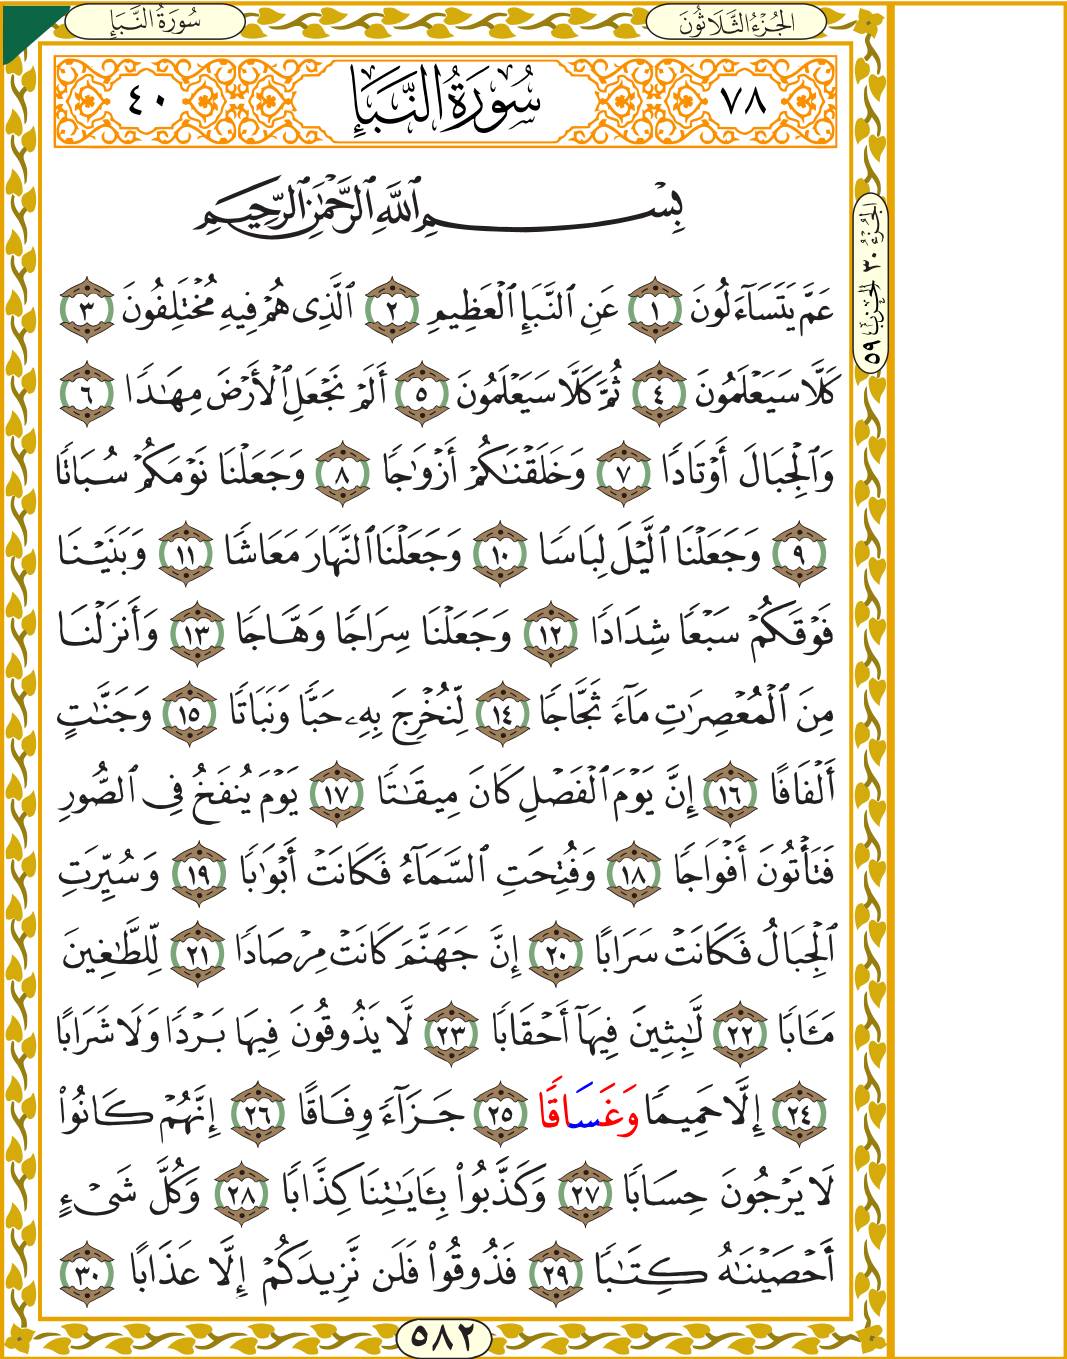 سُورَةُ النَّبَإِ
الجُزْءُ الثَّلَاثُونَ
٤٠
سُورَةُ النَّبَإِ
٧٨
بِسْمِ اللَّهِ الرَّحْمَٰنِ الرَّحِيمِ
الجُزْءُ ٣٠ الحِزْبُ ٥٩
عَمَّ يَتَسَآءَلُونَ ١ عَنِ ٱلنَّبَإِ ٱلْعَظِيمِ ٢ ٱلَّذِى هُمْ فِيهِ مُخْتَلِفُونَ ٣
كَلَّا سَيَعْلَمُونَ ٤ ثُمَّ كَلَّا سَيَعْلَمُونَ ٥ أَلَمْ نَجْعَلِ ٱلْأَرْضَ مِهَـٰدًا ٦
وَٱلْجِبَالَ أَوْتَادًا ٧ وَخَلَقْنَـٰكُمْ أَزْوَٰجًا ٨ وَجَعَلْنَا نَوْمَكُمْ سُبَاتًا
٩ وَجَعَلْنَا ٱلَّيْلَ لِبَاسًا ١٠ وَجَعَلْنَا ٱلنَّهَارَ مَعَاشًا ١١ وَبَنَيْنَا
فَوْقَكُمْ سَبْعًا شِدَادًا ١٢ وَجَعَلْنَا سِرَاجًا وَهَّاجًا ١٣ وَأَنزَلْنَا
مِنَ ٱلْمُعْصِرَٰتِ مَآءً ثَجَّاجًا ١٤ لِّنُخْرِجَ بِهِۦ حَبًّا وَنَبَاتًا ١٥ وَجَنَّـٰتٍ
أَلْفَافًا ١٦ إِنَّ يَوْمَ ٱلْفَصْلِ كَانَ مِيقَـٰتًا ١٧ يَوْمَ يُنفَخُ فِى ٱلصُّورِ
فَتَأْتُونَ أَفْوَاجًا ١٨ وَفُتِّحَتِ ٱلسَّمَآءُ فَكَانَتْ أَبْوَٰبًا ١٩ وَسُيِّرَتِ
ٱلْجِبَالُ فَكَانَتْ سَرَابًا ٢٠ إِنَّ جَهَنَّمَ كَانَتْ مِرْصَادًا ٢١ لِّلطَّـٰغِينَ
مَـَٔابًا ٢٢ لَّـٰبِثِينَ فِيهَآ أَحْقَابًا ٢٣ لَّا يَذُوقُونَ فِيهَا بَرْدًا وَلَا شَرَابًا
٢٤ إِلَّا حَمِيمًا وَغَسَاقًا ٢٥ جَزَآءً وِفَاقًا ٢٦ إِنَّهُمْ كَانُوا۟
لَا يَرْجُونَ حِسَابًا ٢٧ وَكَذَّبُوا۟ بِـَٔايَـٰتِنَا كِذَّابًا ٢٨ وَكُلَّ شَىْءٍ
أَحْصَيْنَـٰهُ كِتَـٰبًا ٢٩ فَذُوقُوا۟ فَلَن نَّزِيدَكُمْ إِلَّا عَذَابًا ٣٠
٥٨٢